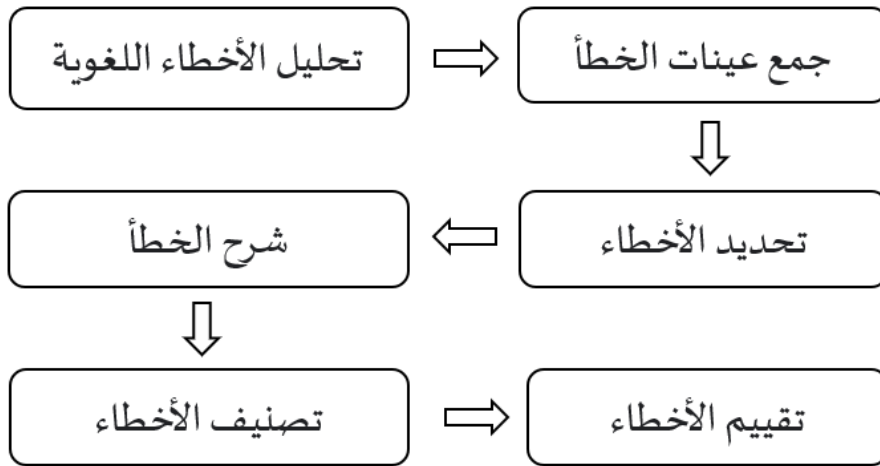 تحليل الأخطاء اللغوية
جمع عينات الخطأ
تحديد الأخطاء
شرح الخطأ
تصنيف الأخطاء
تقييم الأخطاء